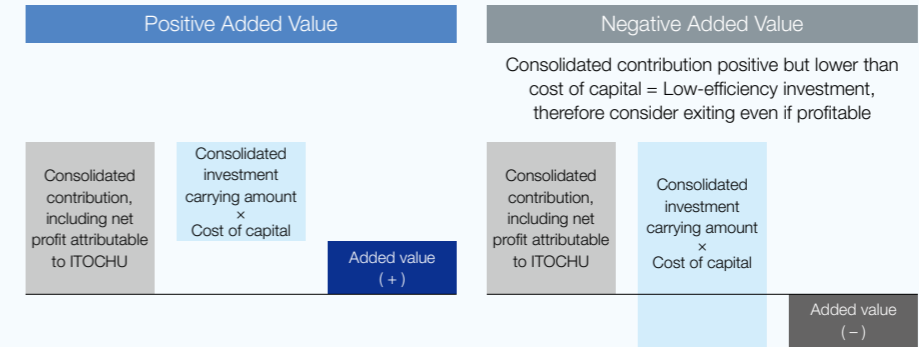 Positive Added Value
Consolidated
contribution,
including net
profit attributable
to ITOCHU
Consolidated
investment
carrying amount
×
Cost of capital
Added value
( + )
Negative Added Value
Consolidated contribution positive but lower than
cost of capital = Low-efficiency investment,
therefore consider exiting even if profitable
Consolidated
contribution,
including net
profit attributable
to ITOCHU
Consolidated
investment
carrying amount
×
Cost of capital
Added value
( – )